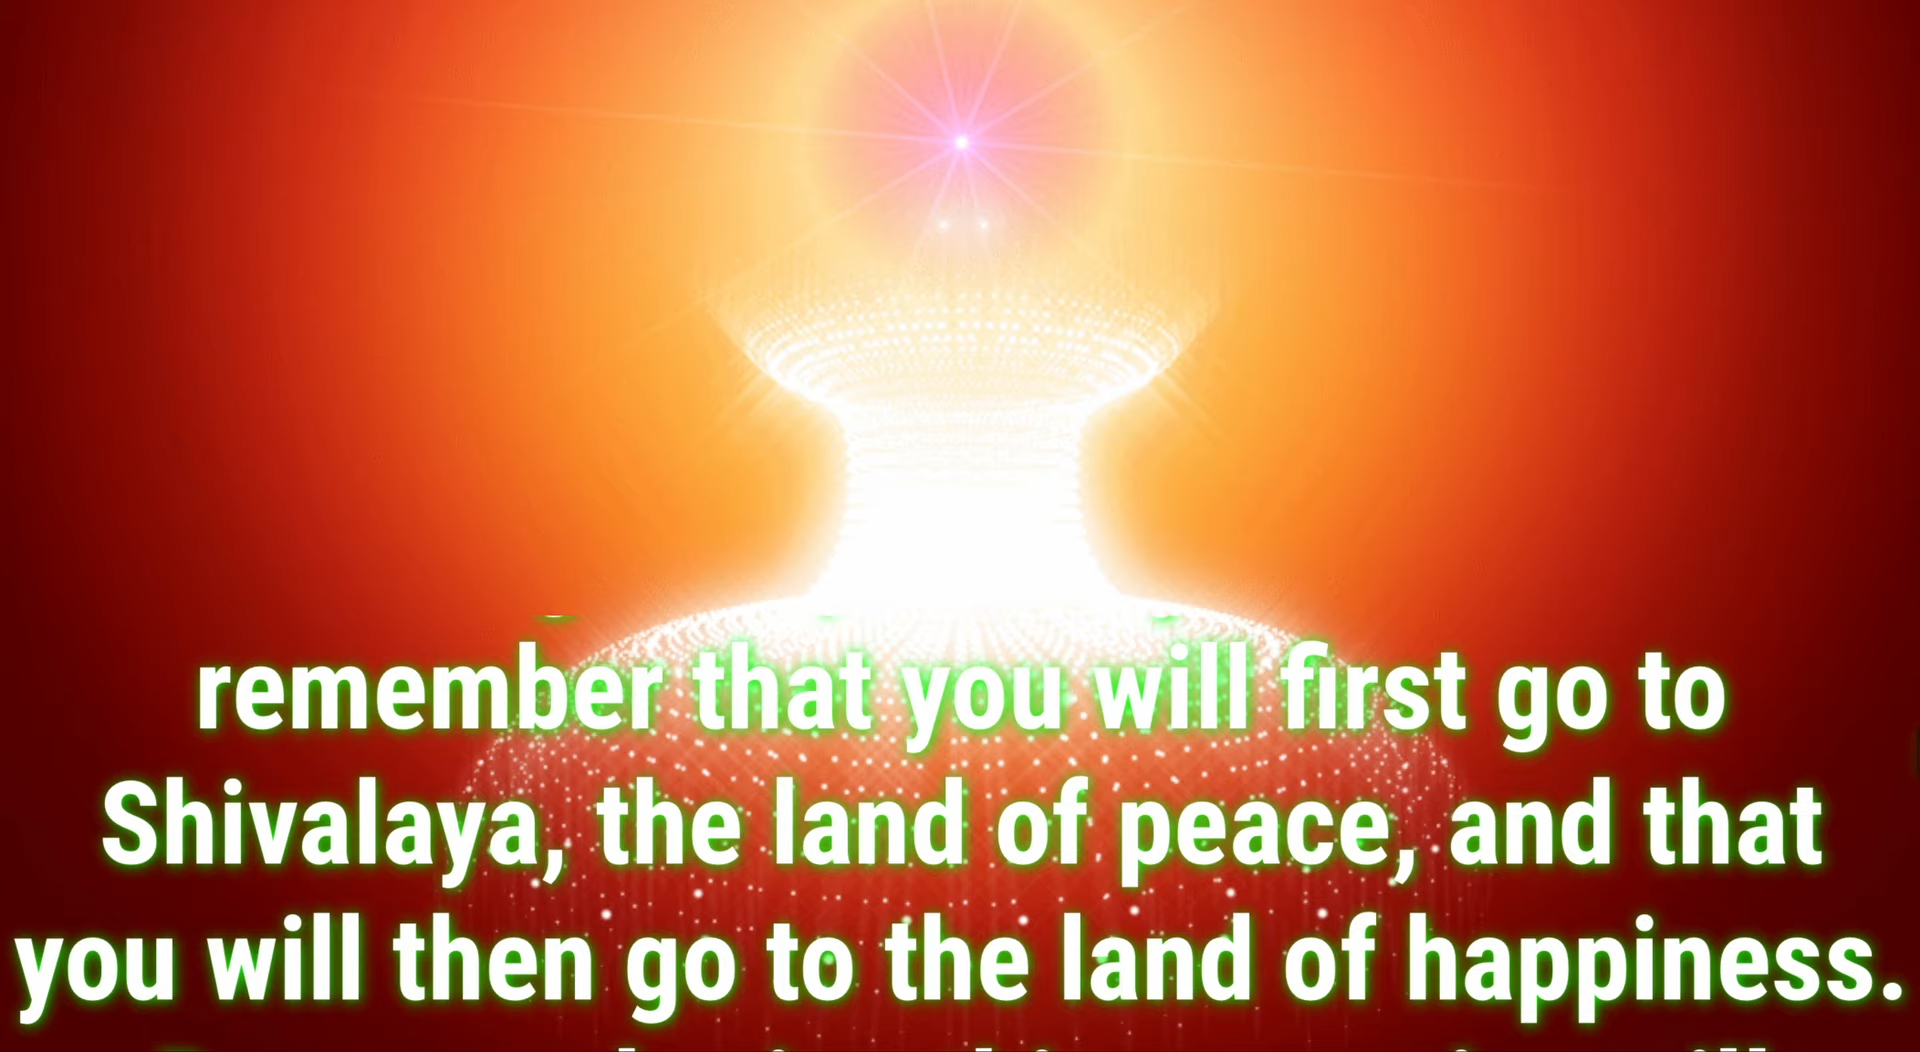 remember that you will first go to
Shivalaya, the land of peace, and that
you will then go to the land of happiness.